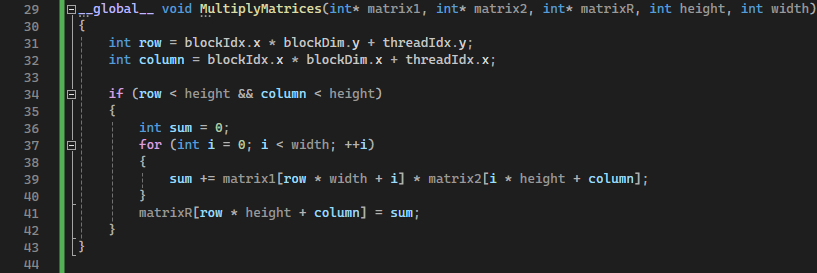 29 __global__ void MultiplyMatrices(int* matrix1, int* matrix2, int* matrixR, int height, int width)
30 {
31     int row = blockIdx.x * blockDim.y + threadIdx.y;
32     int column = blockIdx.x * blockDim.x + threadIdx.x;
33
34     if (row < height && column < height)
35     {
36         int sum = 0;
37         for (int i = 0; i < width; ++i)
38         {
39             sum += matrix1[row * width + i] * matrix2[i * height + column];
40         }
41         matrixR[row * height + column] = sum;
42     }
43 }
44